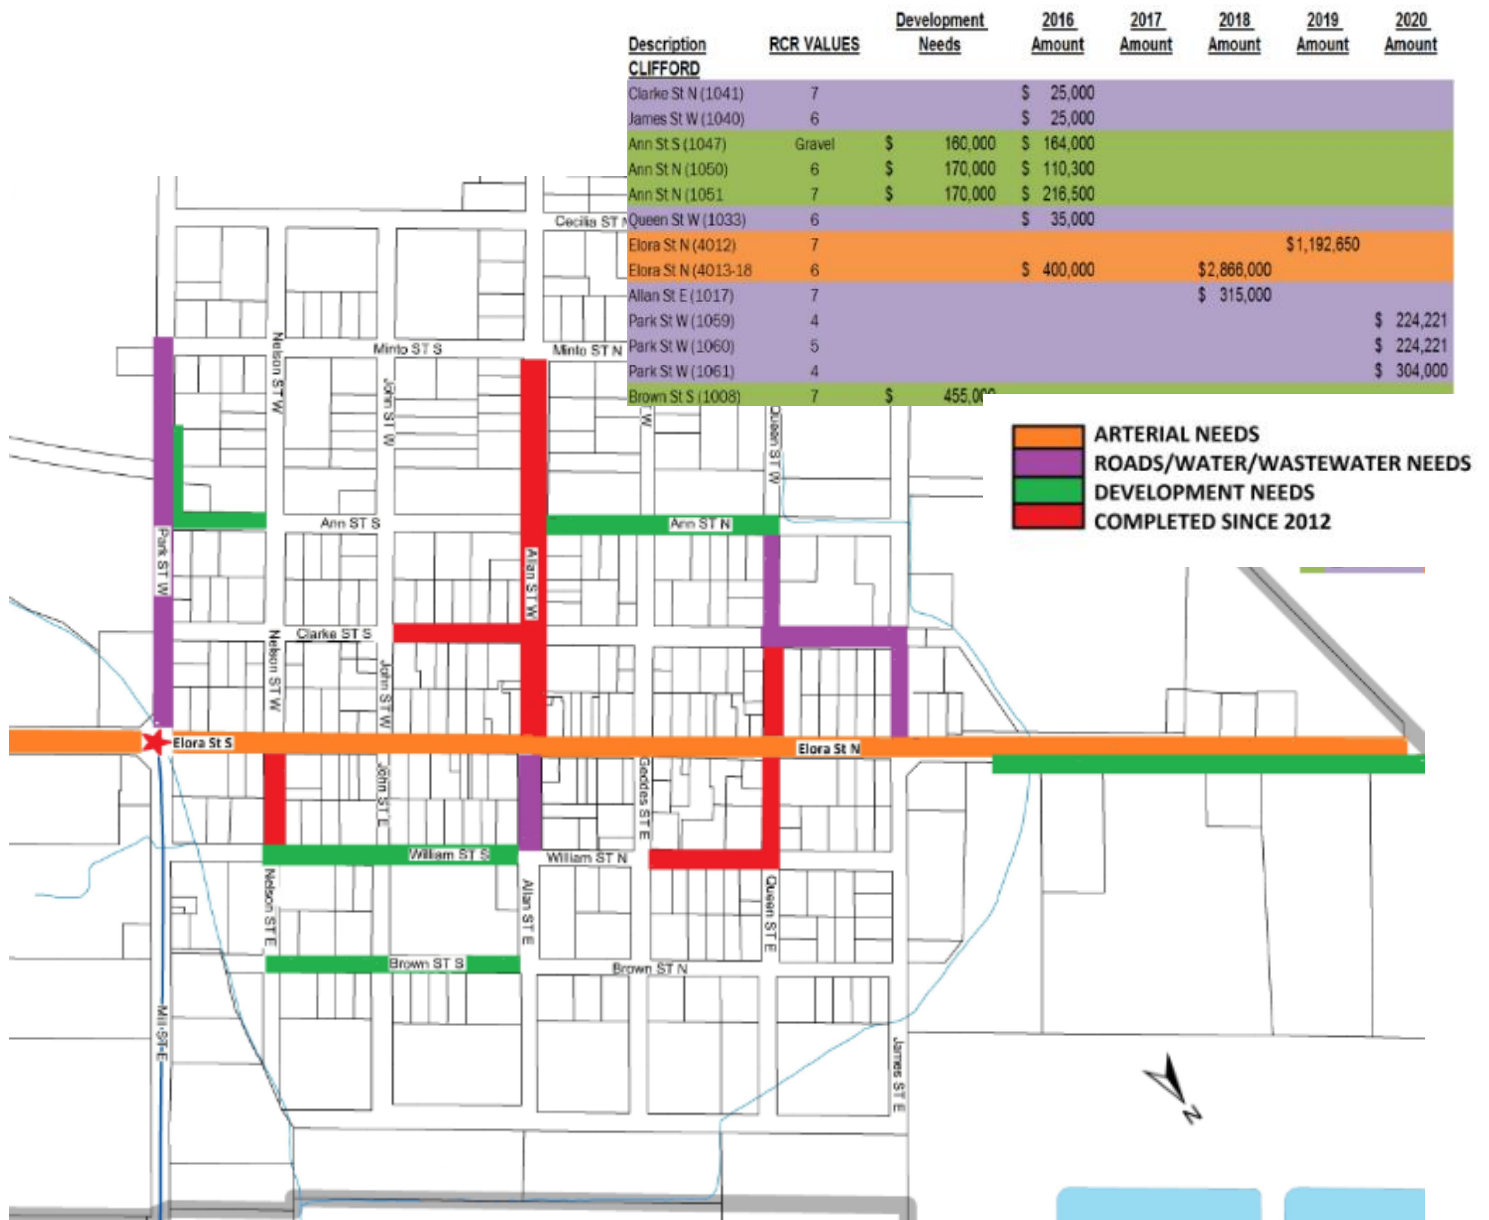 Development 2016 2017 2018 2019 2020
Description RCR VALUES Needs Amount Amount Amount Amount Amount
CLIFFORD
Clarke St N (1041) 7 $ 25,000
James St W (1040) 6 $ 25,000
Ann St S (1047) Gravel $ 160,000 $ 164,000
Ann St N (1050) 6 $ 170,000 $ 110,300
Ann St N (1051 7 $ 170,000 $ 216,500
Queen St W (1033) 6 $ 35,000
Elora St N (4012) 7 $1,192,650
Elora St N (4013-18 6 $ 400,000 $2,866,000
Allan St E (1017) 7 $ 315,000
Park St W (1059) 4 $ 224,221
Park St W (1060) 5 $ 224,221
Park St W (1061) 4 $ 304,000
Brown St S (1008) 7 $ 455,000
ARTERIAL NEEDS
ROADS/WATER/WASTEWATER NEEDS
DEVELOPMENT NEEDS
COMPLETED SINCE 2012
Cecilia ST N
Minto ST S
Minto ST N
Nelson ST W
John ST W
T W
Queen ST W
Ann ST S
Ann ST N
Park ST W
Allan ST W
Clarke ST S
Nelson ST W
John ST W
Elora St S
Elora St N
John ST E
Geddes ST E
William ST S
William ST N
Nelson ST E
Allan ST E
Queen ST E
Brown ST S
Brown ST N
Mill ST E
James ST E
N